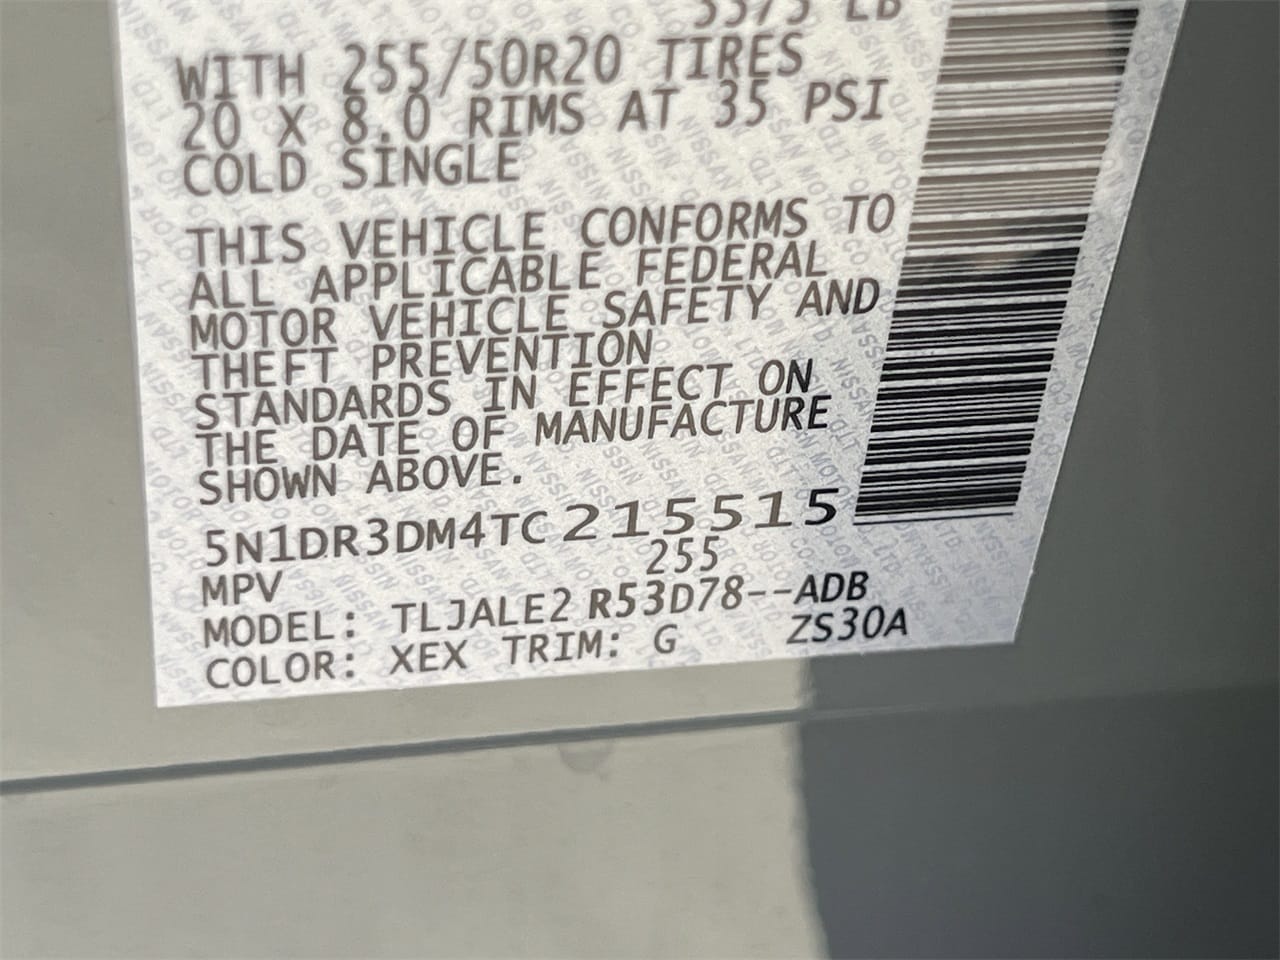 3575 LB
WITH 255/50R20 TIRES
20 X 8.0 RIMS AT 35 PSI
COLD SINGLE
THIS VEHICLE CONFORMS TO
ALL APPLICABLE FEDERAL
MOTOR VEHICLE SAFETY AND
THEFT PREVENTION
STANDARDS IN EFFECT ON
THE DATE OF MANUFACTURE
SHOWN ABOVE.
5N1DR3DM4TC215515
255
MPV
MODEL: TLJALE2 R53D78--ADB
COLOR: XEX TRIM: G ZS30A